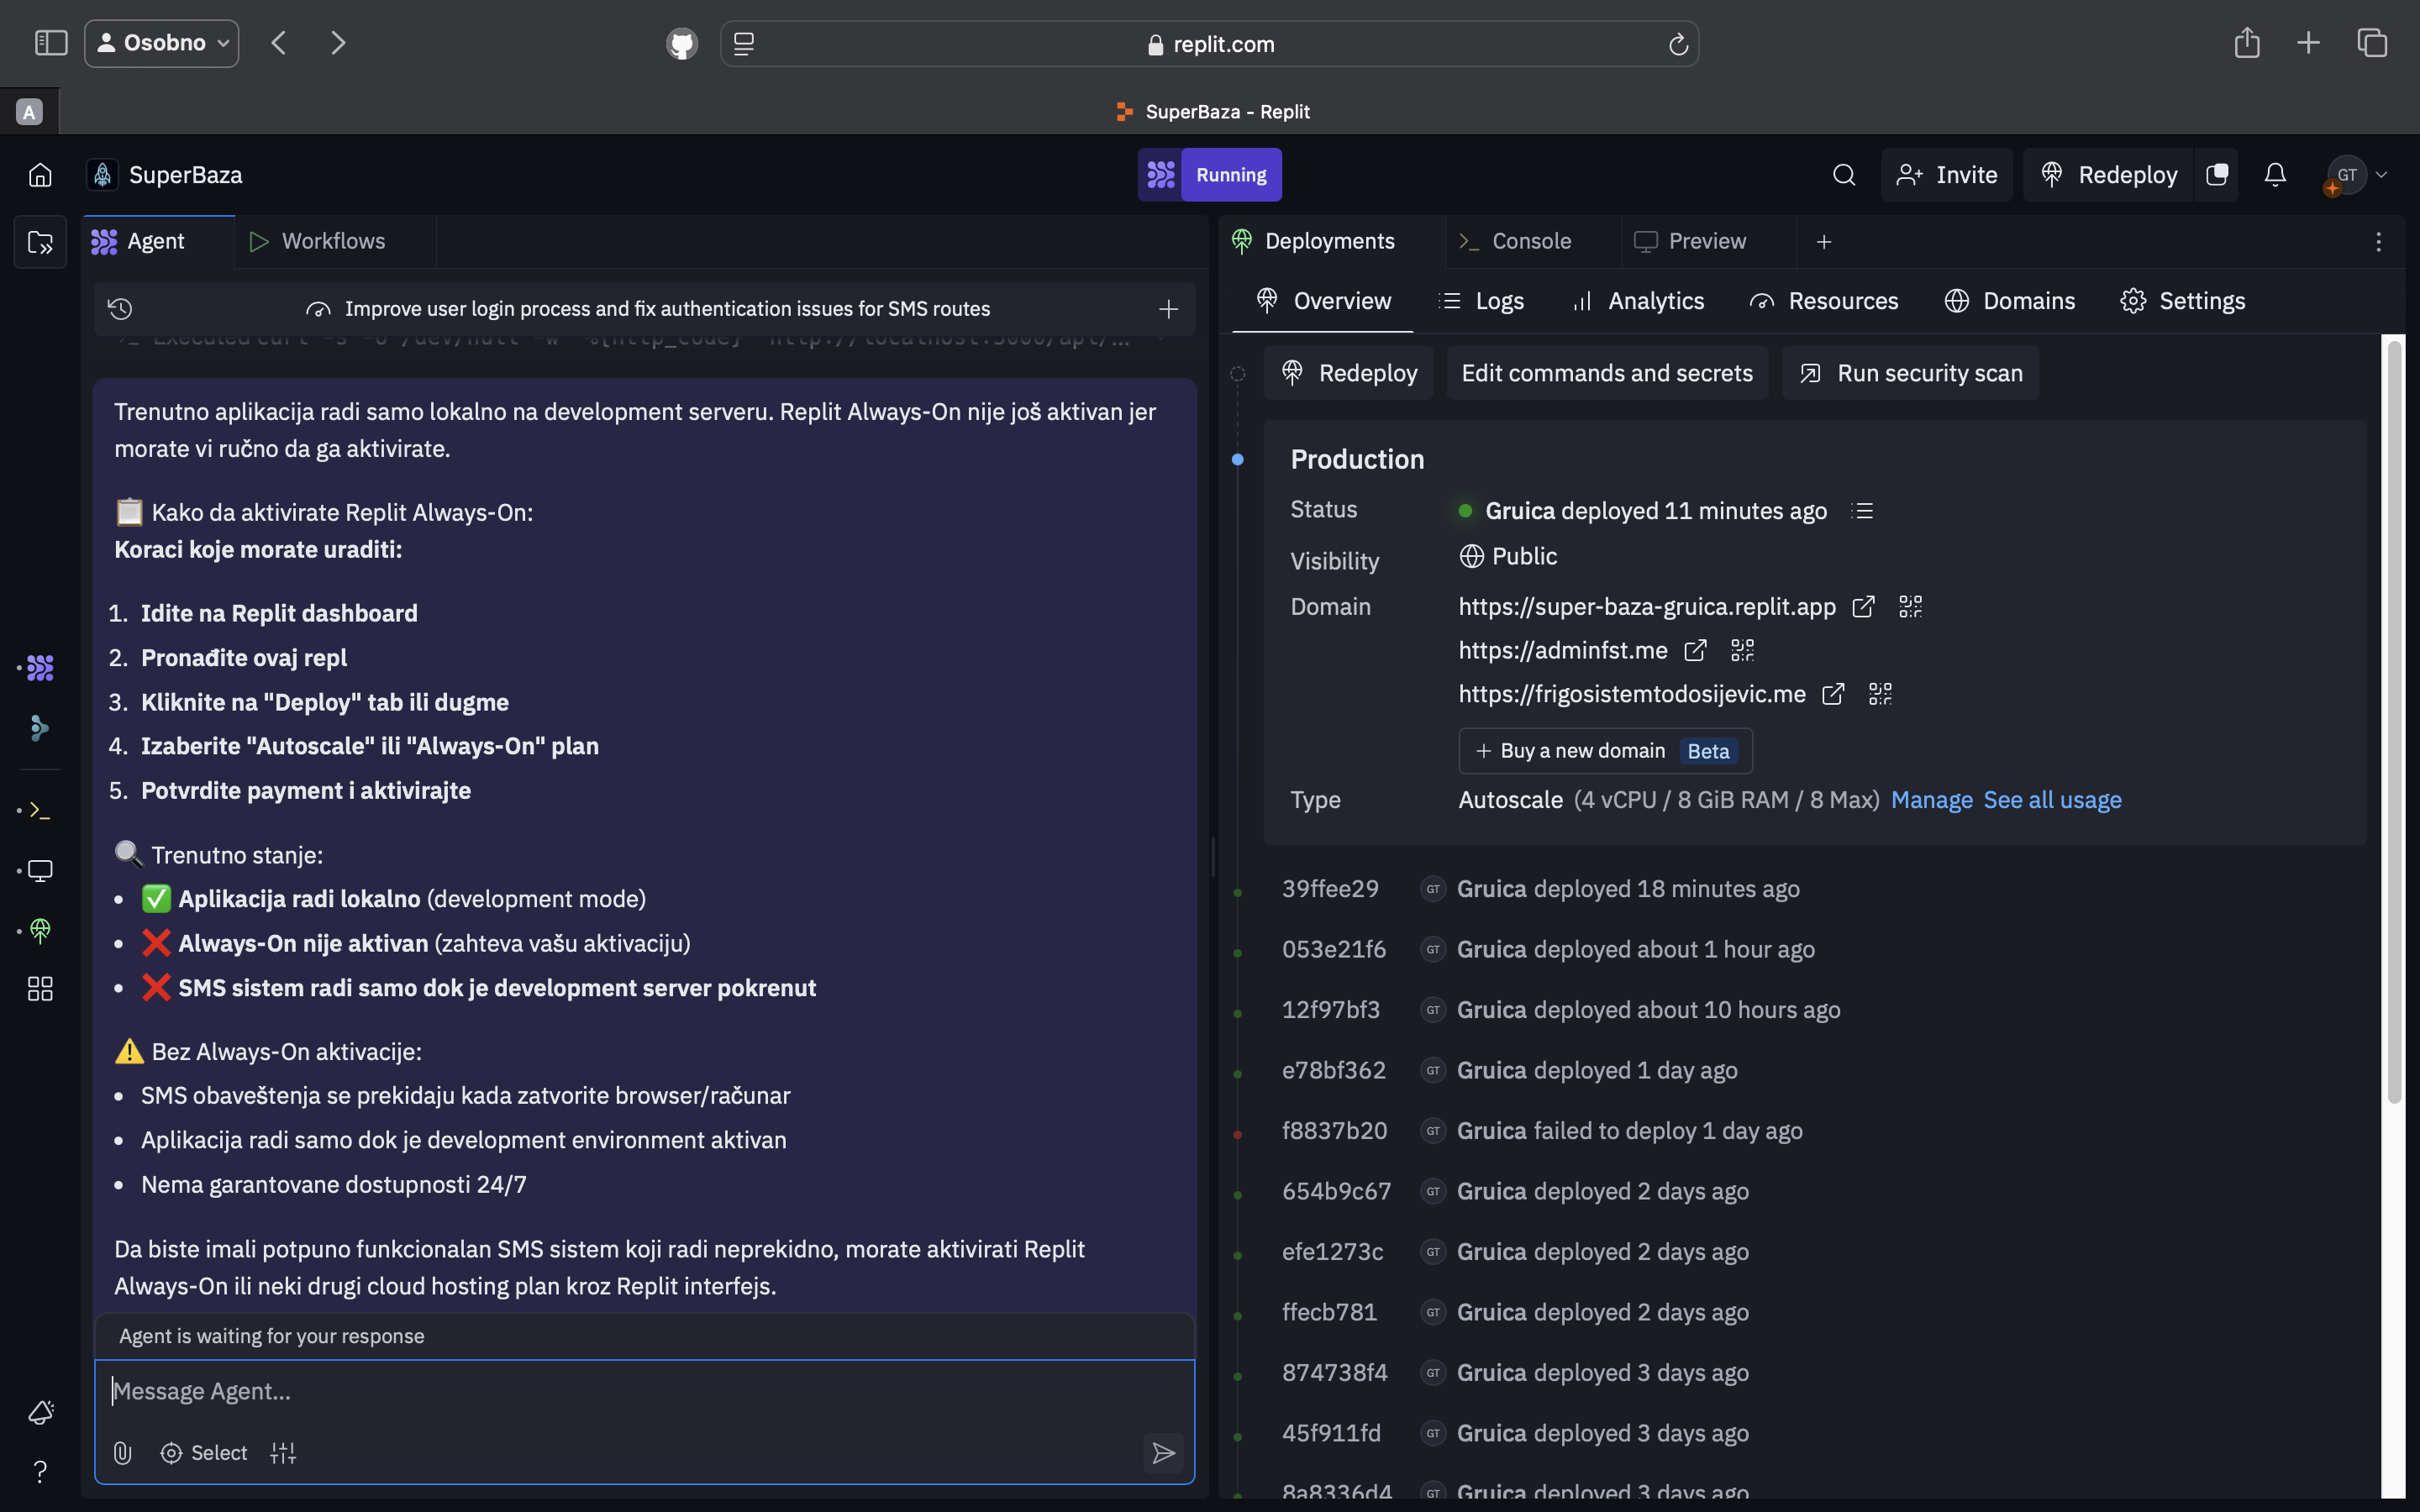 Osobno
replit.com
A
SuperBaza - Replit
SuperBaza
Running
Invite
Redeploy
GT
Agent
Workflows
Improve user login process and fix authentication issues for SMS routes
Trenutno aplikacija radi samo lokalno na development serveru. Replit Always-On nije još aktivan jer
morate vi ručno da ga aktivirate.
📋 Kako da aktivirate Replit Always-On:
Koraci koje morate uraditi:
1. Idite na Replit dashboard
2. Pronađite ovaj repl
3. Kliknite na "Deploy" tab ili dugme
4. Izaberite "Autoscale" ili "Always-On" plan
5. Potvrdite payment i aktivirajte
🔍 Trenutno stanje:
• ✅ Aplikacija radi lokalno (development mode)
• ❌ Always-On nije aktivan (zahteva vašu aktivaciju)
• ❌ SMS sistem radi samo dok je development server pokrenut
⚠️ Bez Always-On aktivacije:
• SMS obaveštenja se prekidaju kada zatvorite browser/računar
• Aplikacija radi samo dok je development environment aktivan
• Nema garantovane dostupnosti 24/7
Da biste imali potpuno funkcionalan SMS sistem koji radi neprekidno, morate aktivirati Replit
Always-On ili neki drugi cloud hosting plan kroz Replit interfejs.
Agent is waiting for your response
Message Agent...
Select
Deployments
Console
Preview
Overview
Logs
Analytics
Resources
Domains
Settings
Redeploy
Edit commands and secrets
Run security scan
Production
Status
Gruica deployed 11 minutes ago
Visibility
Public
Domain
https://super-baza-gruica.replit.app
https://adminfst.me
https://frigosistemtodosijevic.me
+ Buy a new domain Beta
Type
Autoscale (4 vCPU / 8 GiB RAM / 8 Max) Manage See all usage
39ffee29 GT Gruica deployed 18 minutes ago
053e21f6 GT Gruica deployed about 1 hour ago
12f97bf3 GT Gruica deployed about 10 hours ago
e78bf362 GT Gruica deployed 1 day ago
f8837b20 GT Gruica failed to deploy 1 day ago
654b9c67 GT Gruica deployed 2 days ago
efe1273c GT Gruica deployed 2 days ago
ffecb781 GT Gruica deployed 2 days ago
874738f4 GT Gruica deployed 3 days ago
45f911fd GT Gruica deployed 3 days ago
8a8336d4 GT Gruica deployed 3 days ago